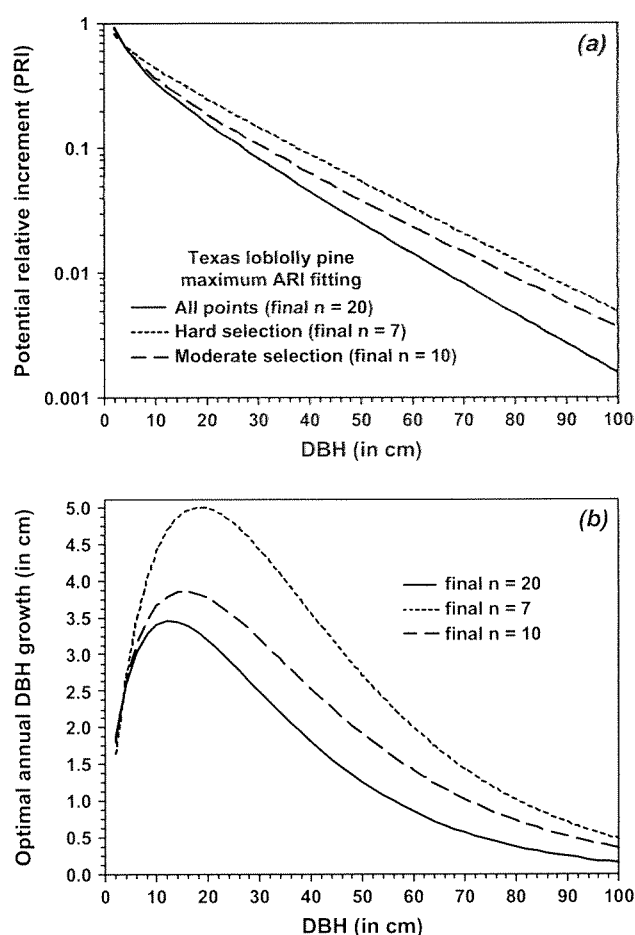 (a)
Potential relative increment (PRI)
1
0.1
0.01
0.001
Texas loblolly pine
maximum ARI fitting
All points (final n = 20)
Hard selection (final n = 7)
Moderate selection (final n = 10)
0 10 20 30 40 50 60 70 80 90 100
DBH (in cm)
(b)
Optimal annual DBH growth (in cm)
5.0
4.5
4.0
3.5
3.0
2.5
2.0
1.5
1.0
0.5
0.0
final n = 20
final n = 7
final n = 10
0 10 20 30 40 50 60 70 80 90 100
DBH (in cm)